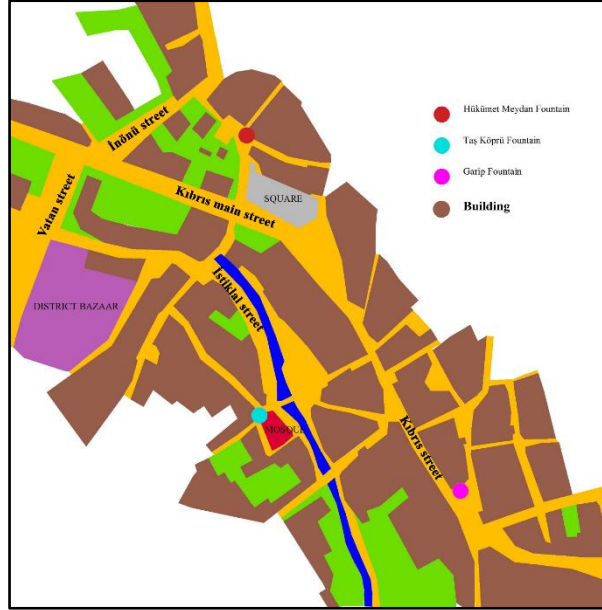 İnönü street
Hükümet Meydan Fountain
Taş Köprü Fountain
Garip Fountain
Building
Kıbrıs main street
SQUARE
Vatan street
DISTRICT BAZAAR
İstiklal street
MOSQUE
Kıbrıs street